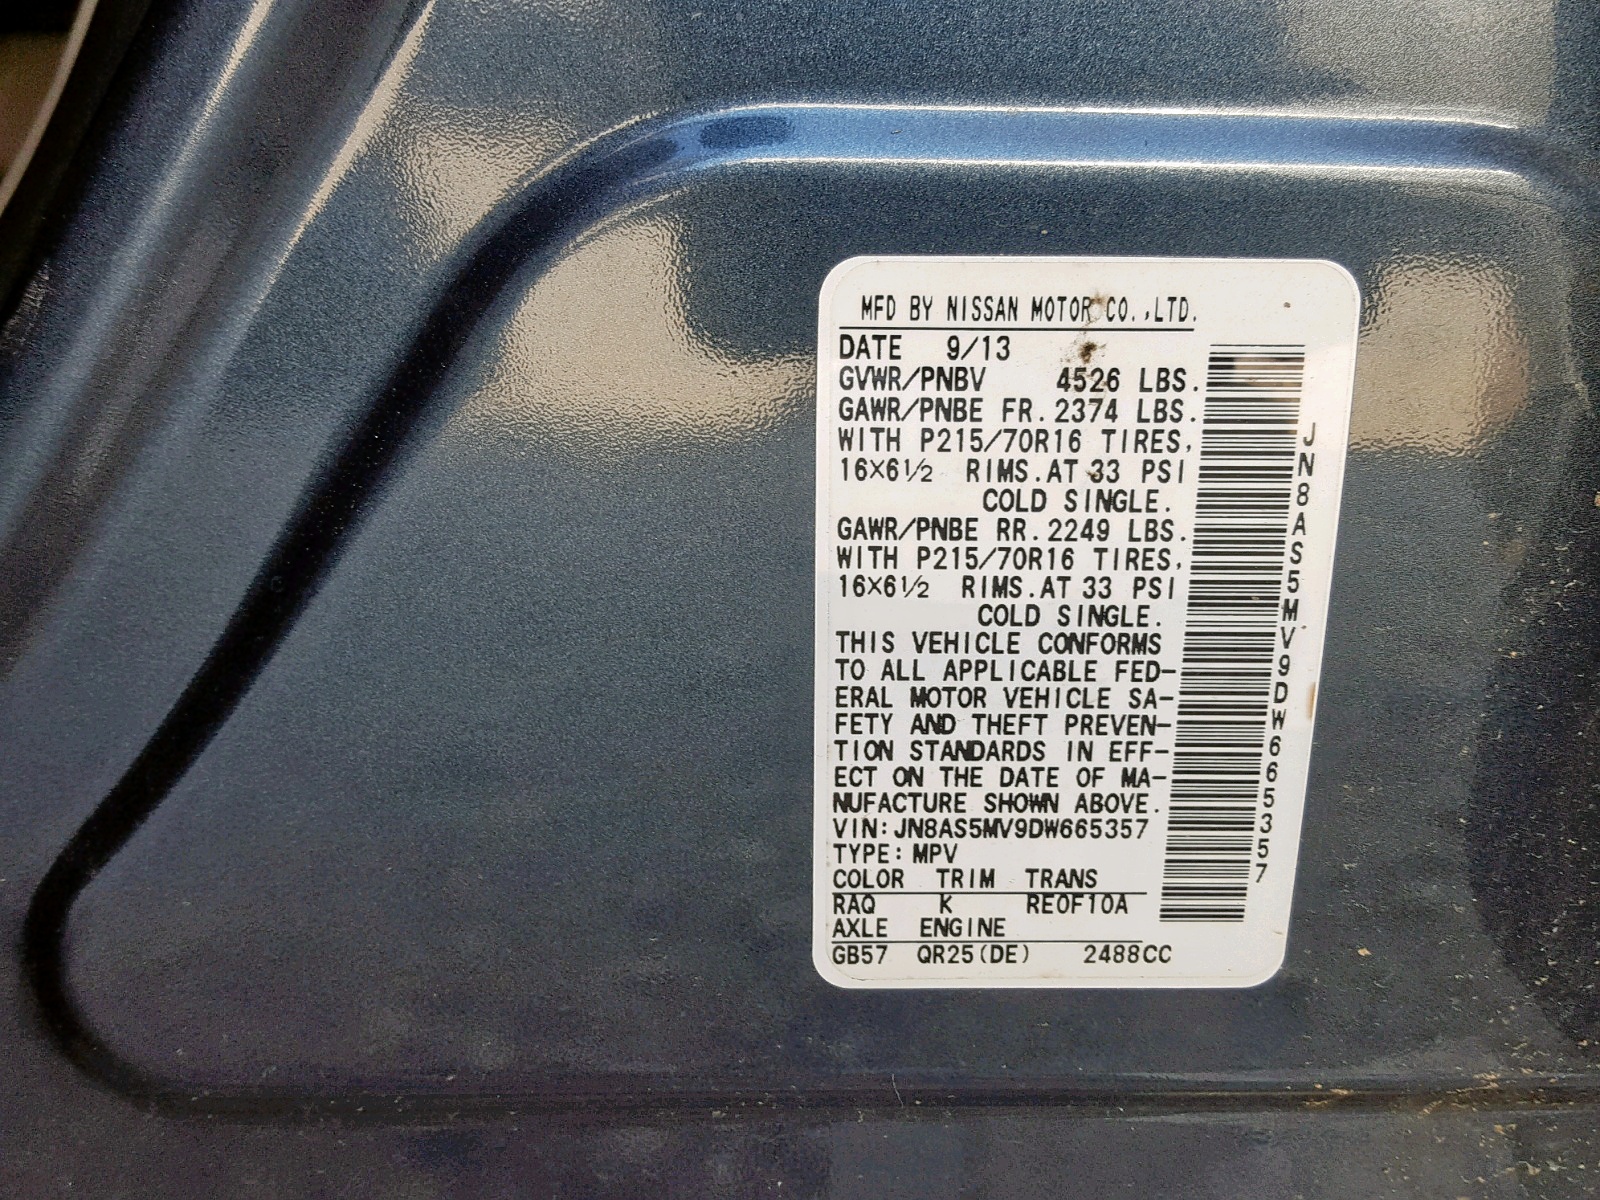 MFD BY NISSAN MOTOR CO.,LTD.
DATE 9/13
GVWR/PNBV 4526 LBS.
GAWR/PNBE FR. 2374 LBS.
WITH P215/70R16 TIRES,
16×6½ RIMS.AT 33 PSI
COLD SINGLE.
GAWR/PNBE RR. 2249 LBS.
WITH P215/70R16 TIRES,
16×6½ RIMS.AT 33 PSI
COLD SINGLE.
THIS VEHICLE CONFORMS
TO ALL APPLICABLE FED-
ERAL MOTOR VEHICLE SA-
FETY AND THEFT PREVEN-
TION STANDARDS IN EFF-
ECT ON THE DATE OF MA-
NUFACTURE SHOWN ABOVE.
VIN:JN8AS5MV9DW665357
TYPE:MPV
COLOR TRIM TRANS
RAQ K RE0F10A
AXLE ENGINE
GB57 QR25(DE) 2488CC
JN8AS5MV9DW665357